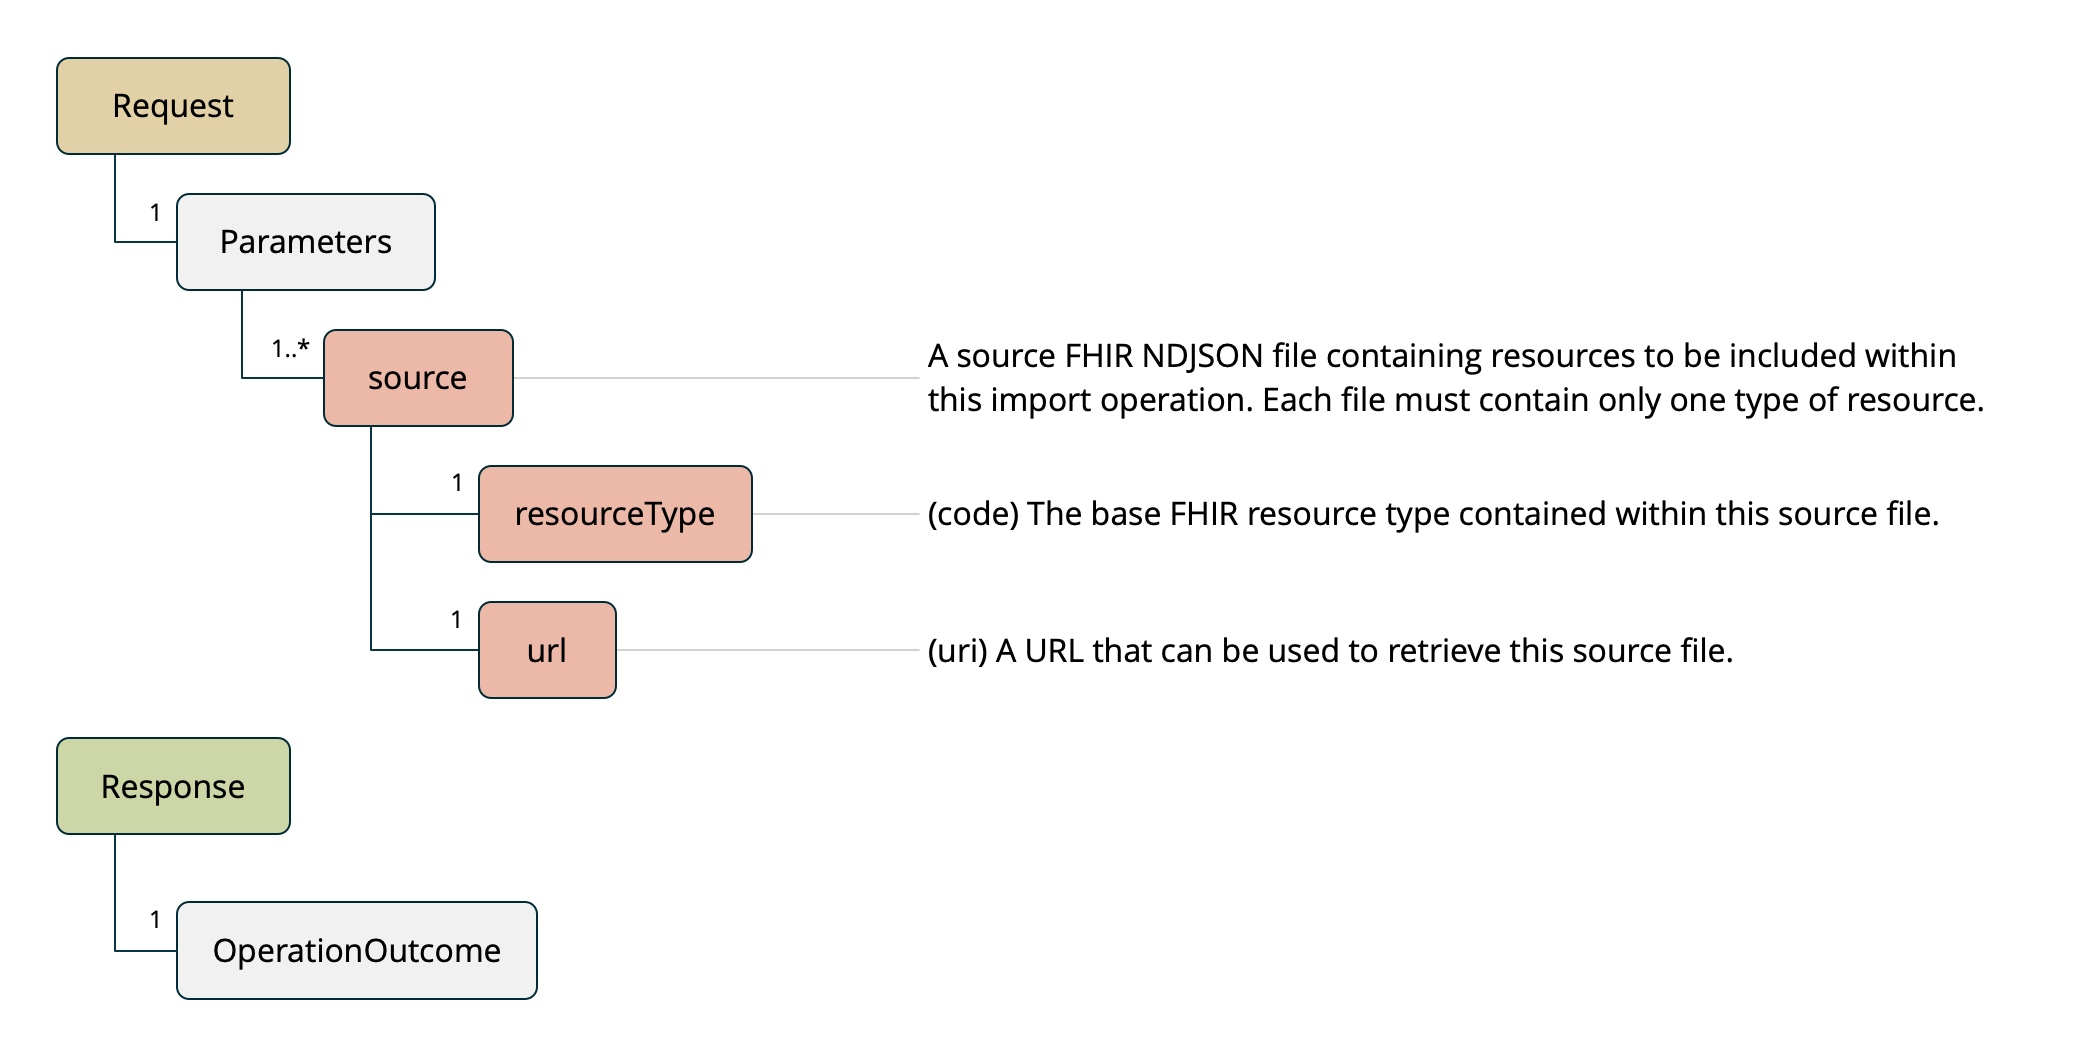 Request
1
Parameters
1..*
source
A source FHIR NDJSON file containing resources to be included within
this import operation. Each file must contain only one type of resource.
1
resourceType
(code) The base FHIR resource type contained within this source file.
1
url
(uri) A URL that can be used to retrieve this source file.
Response
1
OperationOutcome